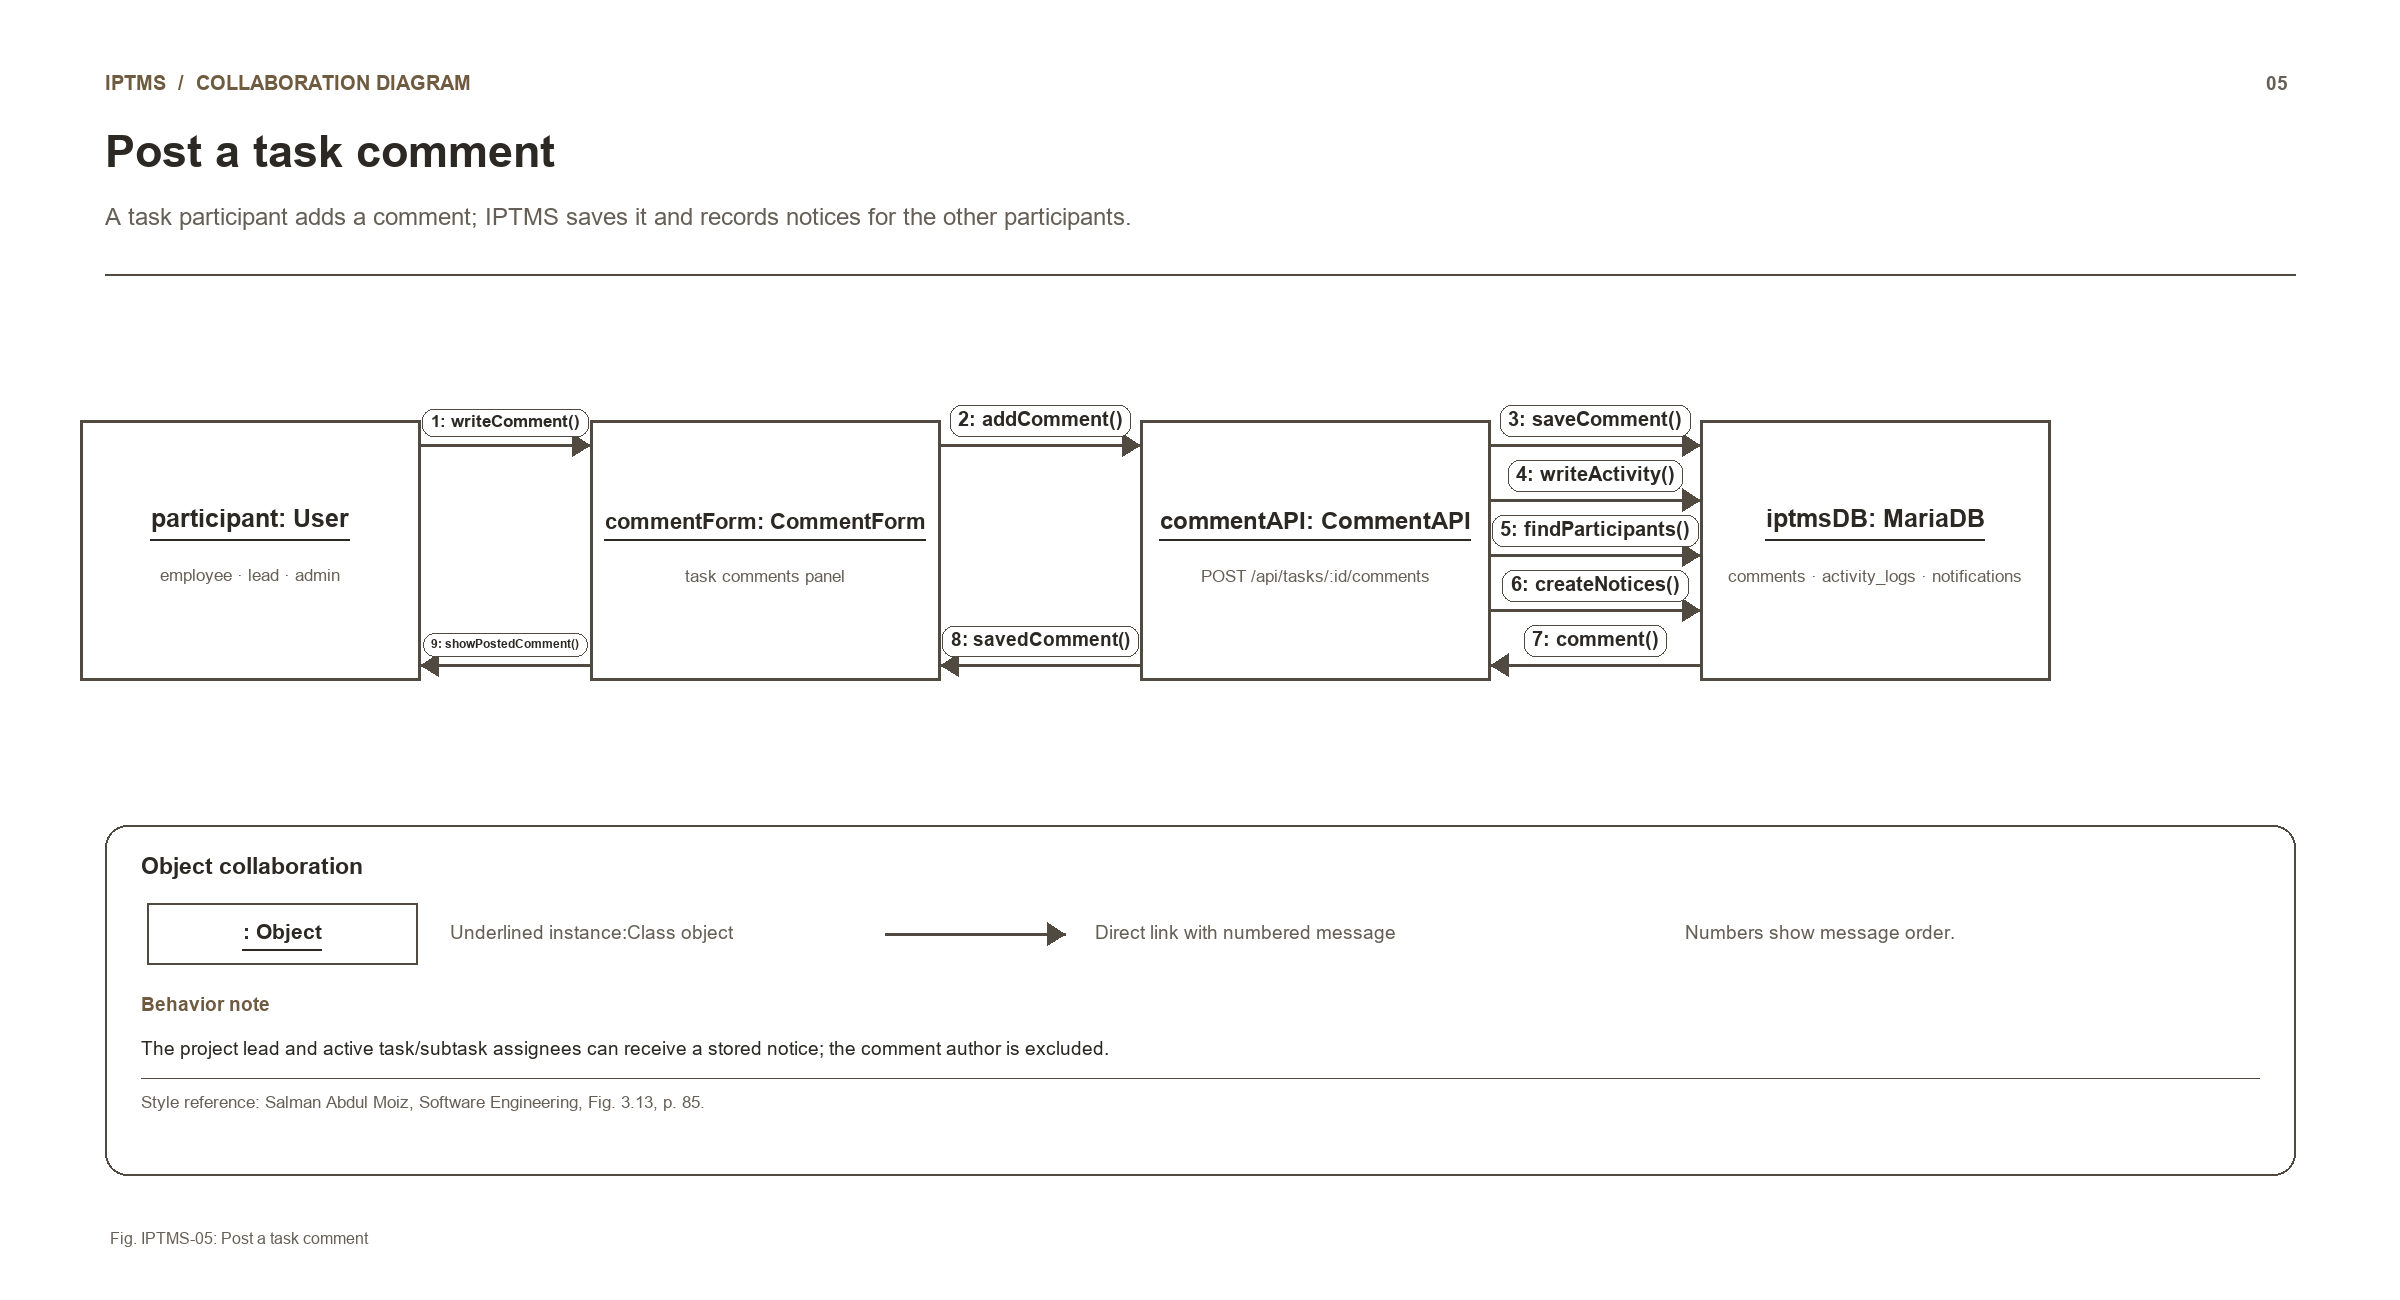 IPTMS / COLLABORATION DIAGRAM
05
Post a task comment
A task participant adds a comment; IPTMS saves it and records notices for the other participants.
1: writeComment()
2: addComment()
3: saveComment()
4: writeActivity()
5: findParticipants()
6: createNotices()
7: comment()
8: savedComment()
9: showPostedComment()
participant: User
employee · lead · admin
commentForm: CommentForm
task comments panel
commentAPI: CommentAPI
POST /api/tasks/:id/comments
iptmsDB: MariaDB
comments · activity_logs · notifications
Object collaboration
: Object
Underlined instance:Class object
Direct link with numbered message
Numbers show message order.
Behavior note
The project lead and active task/subtask assignees can receive a stored notice; the comment author is excluded.
Style reference: Salman Abdul Moiz, Software Engineering, Fig. 3.13, p. 85.
Fig. IPTMS-05: Post a task comment